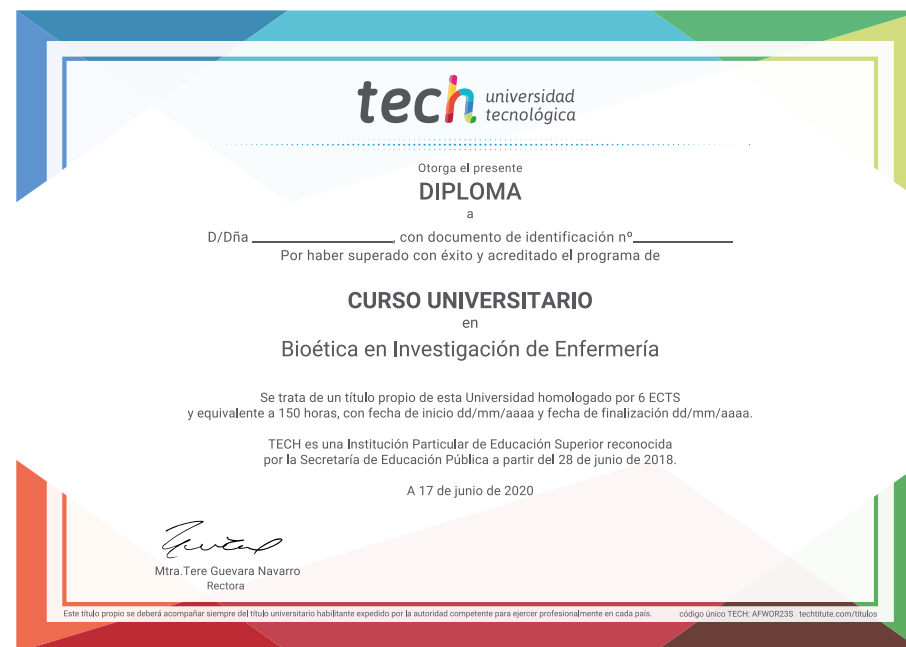 tech universidad
tecnológica
Otorga el presente
DIPLOMA
a
D/Dña ____________________, con documento de identificación nº______________
Por haber superado con éxito y acreditado el programa de
CURSO UNIVERSITARIO
en
Bioética en Investigación de Enfermería
Se trata de un título propio de esta Universidad homologado por 6 ECTS
y equivalente a 150 horas, con fecha de inicio dd/mm/aaaa y fecha de finalización dd/mm/aaaa.
TECH es una Institución Particular de Educación Superior reconocida
por la Secretaría de Educación Pública a partir del 28 de junio de 2018.
A 17 de junio de 2020
Mtra.Tere Guevara Navarro
Rectora
Este título propio se deberá acompañar siempre del título universitario habilitante expedido por la autoridad competente para ejercer profesionalmente en cada país. código único TECH: AFWOR23S techtitute.com/titulos